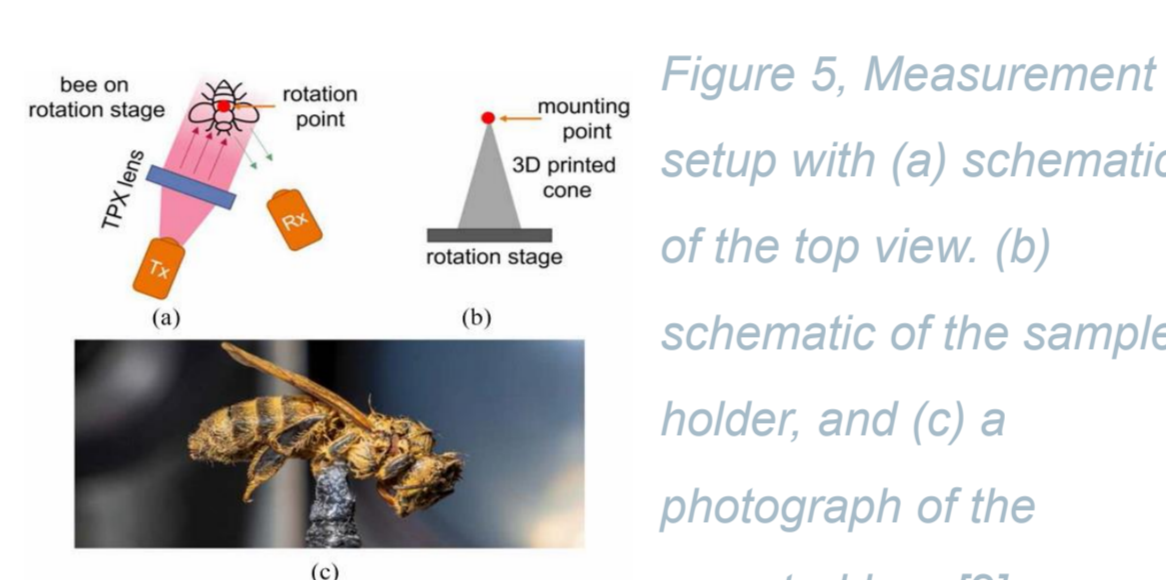 bee on
rotation stage
rotation
point
TPX lens
Rx
Tx
(a)
mounting
point
3D printed
cone
rotation stage
(b)
(c)
Figure 5, Measurement
setup with (a) schematic
of the top view. (b)
schematic of the sample
holder, and (c) a
photograph of the